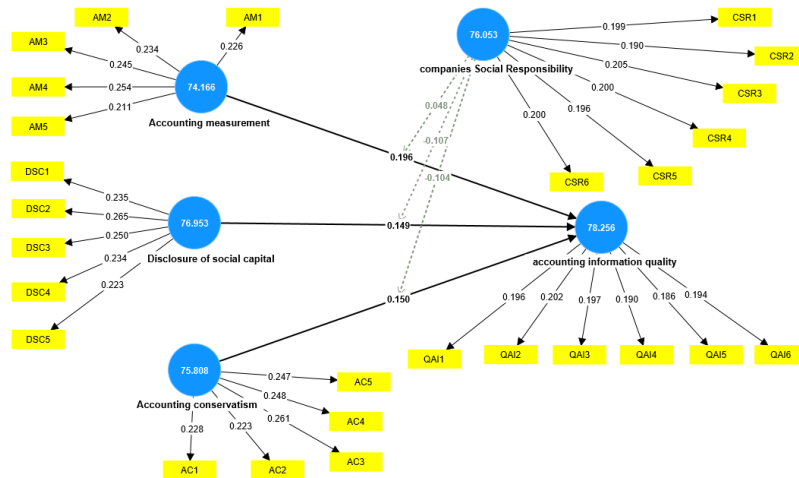 AM2
AM1
AM3
AM4
AM5
0.234
0.226
0.245
0.254
0.211
74.166
Accounting measurement
76.053
companies Social Responsibility
CSR1
CSR2
CSR3
CSR4
CSR5
CSR6
0.199
0.190
0.205
0.200
0.196
0.200
0.048
-0.107
-0.104
0.196
0.149
0.150
DSC1
DSC2
DSC3
DSC4
DSC5
0.235
0.265
0.250
0.234
0.223
76.953
Disclosure of social capital
78.256
accounting information quality
0.196
0.202
0.197
0.190
0.186
0.194
QAI1
QAI2
QAI3
QAI4
QAI5
QAI6
75.808
Accounting conservatism
0.247
0.248
0.261
0.223
0.228
AC5
AC4
AC3
AC2
AC1